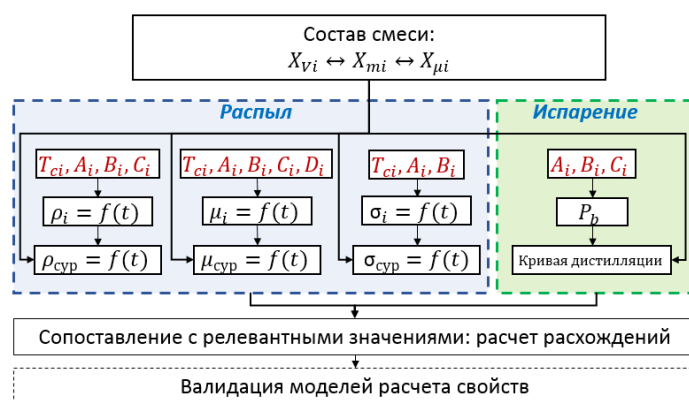 Состав смеси:
X_Vi ↔ X_mi ↔ X_μi
Распыл
Испарение
T_ci, A_i, B_i, C_i
T_ci, A_i, B_i, C_i, D_i
T_ci, A_i, B_i
A_i, B_i, C_i
ρ_i = f(t)
μ_i = f(t)
σ_i = f(t)
P_b
ρ_сур = f(t)
μ_сур = f(t)
σ_сур = f(t)
Кривая дистилляции
Сопоставление с релевантными значениями: расчет расхождений
Валидация моделей расчета свойств